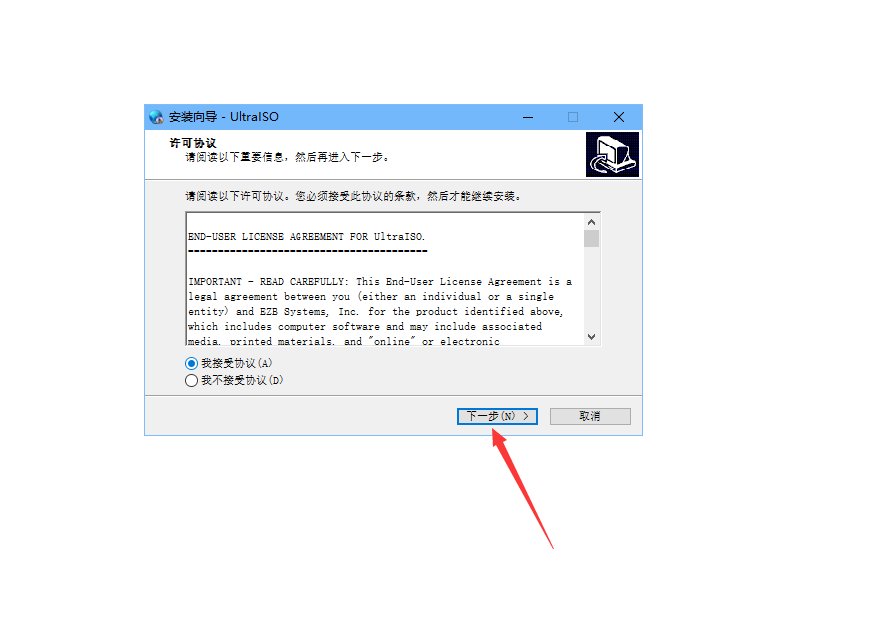 安装向导 - UltraISO
许可协议
请阅读以下重要信息，然后再进入下一步。
请阅读以下许可协议。您必须接受此协议的条款，然后才能继续安装。
END-USER LICENSE AGREEMENT FOR UltraISO.
----------------------------------------
IMPORTANT - READ CAREFULLY: This End-User License Agreement is a
legal agreement between you (either an individual or a single
entity) and EZB Systems, Inc. for the product identified above,
which includes computer software and may include associated
media, printed materials, and "online" or electronic
我接受协议(A)
我不接受协议(D)
下一步(N) >
取消